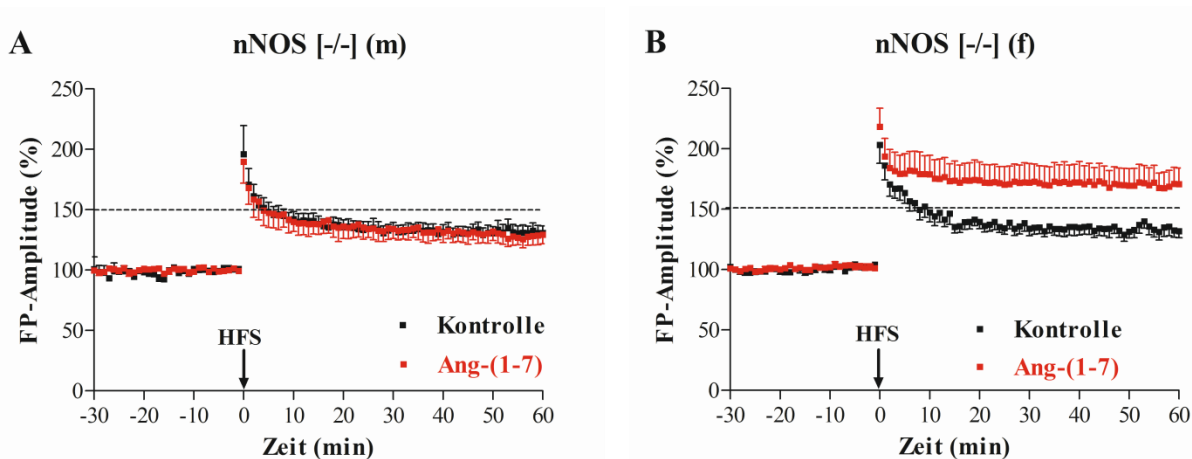 A
nNOS [-/-] (m)
FP-Amplitude (%)
250
200
150
100
50
0
HFS
Kontrolle
Ang-(1-7)
-30 -20 -10 0 10 20 30 40 50 60
Zeit (min)
B
nNOS [-/-] (f)
FP-Amplitude (%)
250
200
150
100
50
0
HFS
Kontrolle
Ang-(1-7)
-30 -20 -10 0 10 20 30 40 50 60
Zeit (min)